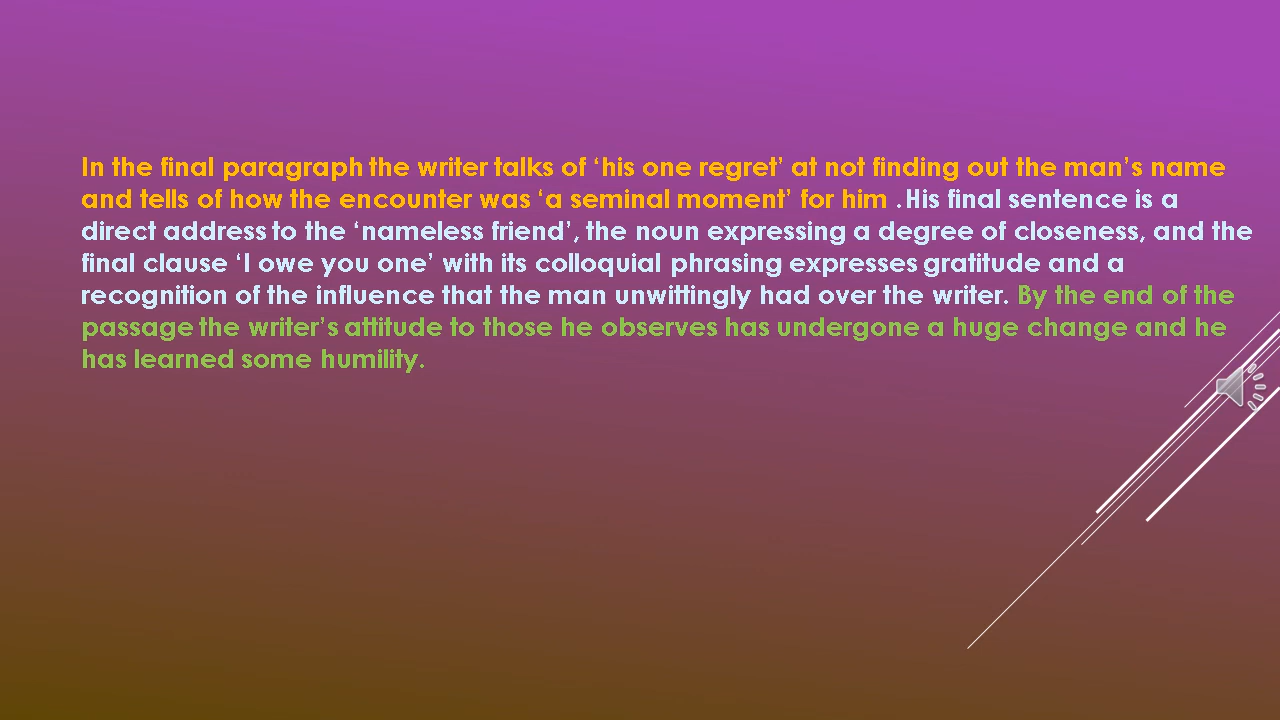 In the final paragraph the writer talks of ‘his one regret’ at not finding out the man’s name
and tells of how the encounter was ‘a seminal moment’ for him .His final sentence is a
direct address to the ‘nameless friend’, the noun expressing a degree of closeness, and the
final clause ‘I owe you one’ with its colloquial phrasing expresses gratitude and a
recognition of the influence that the man unwittingly had over the writer. By the end of the
passage the writer’s attitude to those he observes has undergone a huge change and he
has learned some humility.